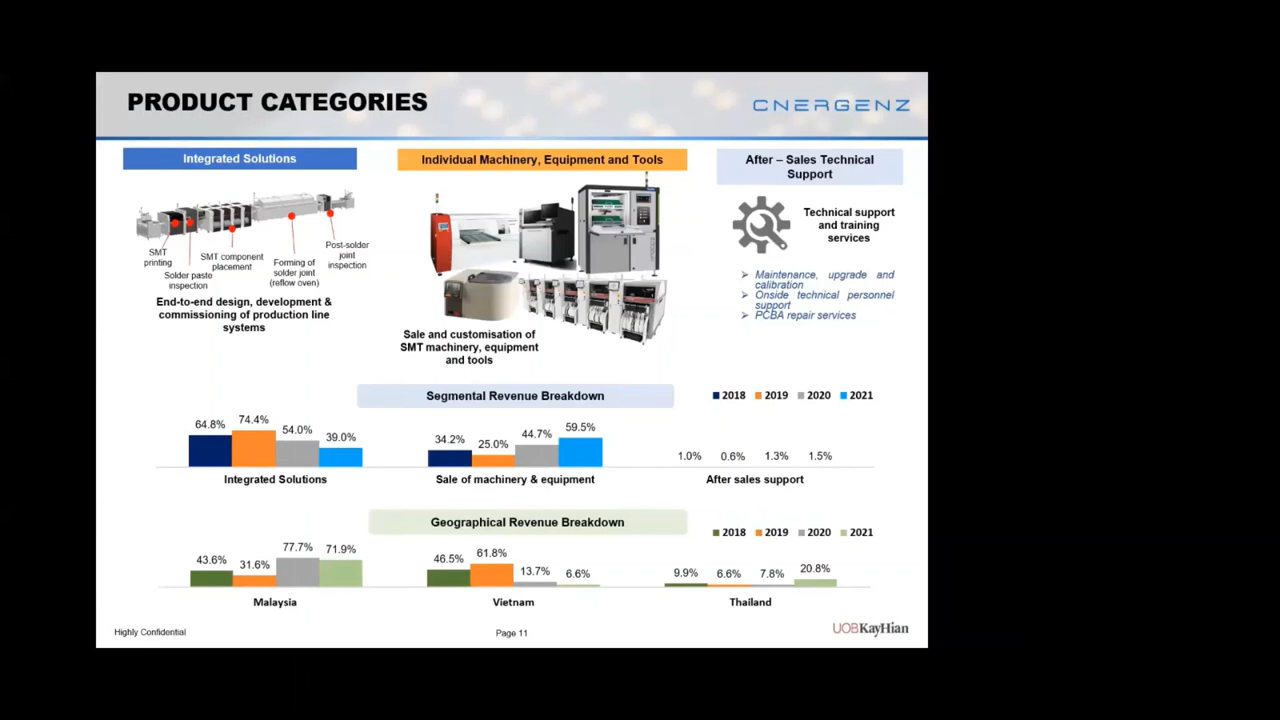 PRODUCT CATEGORIES
CNERGENZ
Integrated Solutions
SMT
printing
Solder paste
inspection
SMT component
placement
Forming of
solder joint
(reflow oven)
Post-solder
joint
inspection
End-to-end design, development &
commissioning of production line
systems
Individual Machinery, Equipment and Tools
Sale and customisation of
SMT machinery, equipment
and tools
After – Sales Technical
Support
Technical support
and training
services
➢ Maintenance, upgrade and
calibration
➢ Onside technical personnel
support
➢ PCBA repair services
Segmental Revenue Breakdown
2018 2019 2020 2021
64.8% 74.4% 54.0% 39.0%
Integrated Solutions
34.2% 25.0% 44.7% 59.5%
Sale of machinery & equipment
1.0% 0.6% 1.3% 1.5%
After sales support
Geographical Revenue Breakdown
2018 2019 2020 2021
43.6% 31.6% 77.7% 71.9%
Malaysia
46.5% 61.8% 13.7% 6.6%
Vietnam
9.9% 6.6% 7.8% 20.8%
Thailand
Highly Confidential
Page 11
UOBKayHian